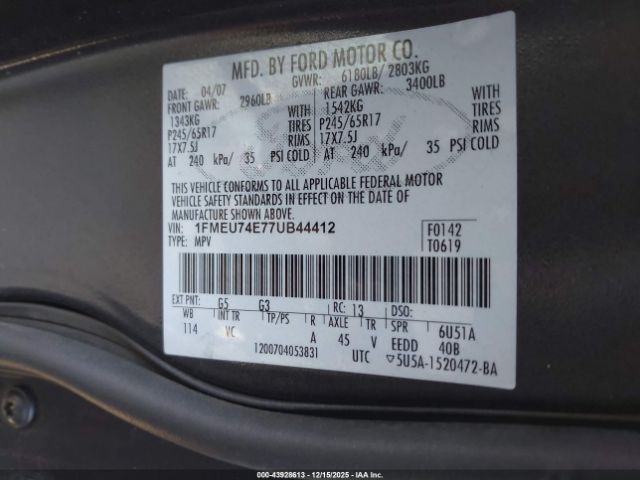 MFD. BY FORD MOTOR CO.
GVWR: 6180LB/ 2803KG
DATE: 04/07
FRONT GAWR: 2960LB REAR GAWR: 3400LB
1343KG WITH 1542KG WITH
P245/65R17 TIRES P245/65R17 TIRES
17X7.5J RIMS 17X7.5J RIMS
AT 240 kPa/ 35 PSI COLD AT 240 kPa/ 35 PSI COLD
THIS VEHICLE CONFORMS TO ALL APPLICABLE FEDERAL MOTOR
VEHICLE SAFETY STANDARDS IN EFFECT ON THE DATE OF
MANUFACTURE SHOWN ABOVE.
VIN: 1FMEU74E77UB44412 F0142
TYPE: MPV T0619
EXT PNT: G5 G3 RC: 13 DSO:
WB INT TR TP/PS R AXLE TR SPR 6U51A
114 VC A 45 V EEDD 40B
1200704053831 UTC ▽5U5A-1520472-BA
000-43928613 - 12/15/2025 - IAA Inc.